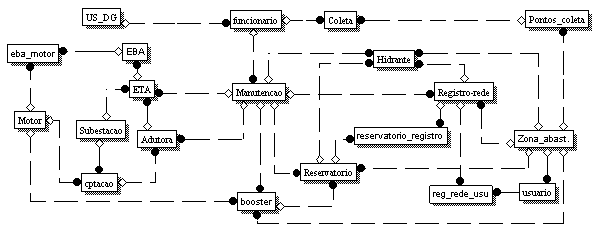 US_DG
funcionario
Coleta
Pontos_coleta
eba_motor
EBA
Hidrante
ETA
Manutencao
Registro-rede
Motor
Substacao
Adutora
reservatorio_registro
Zona_abast.
Reservatorio
cptacao
booster
reg_rede_usu
usuario